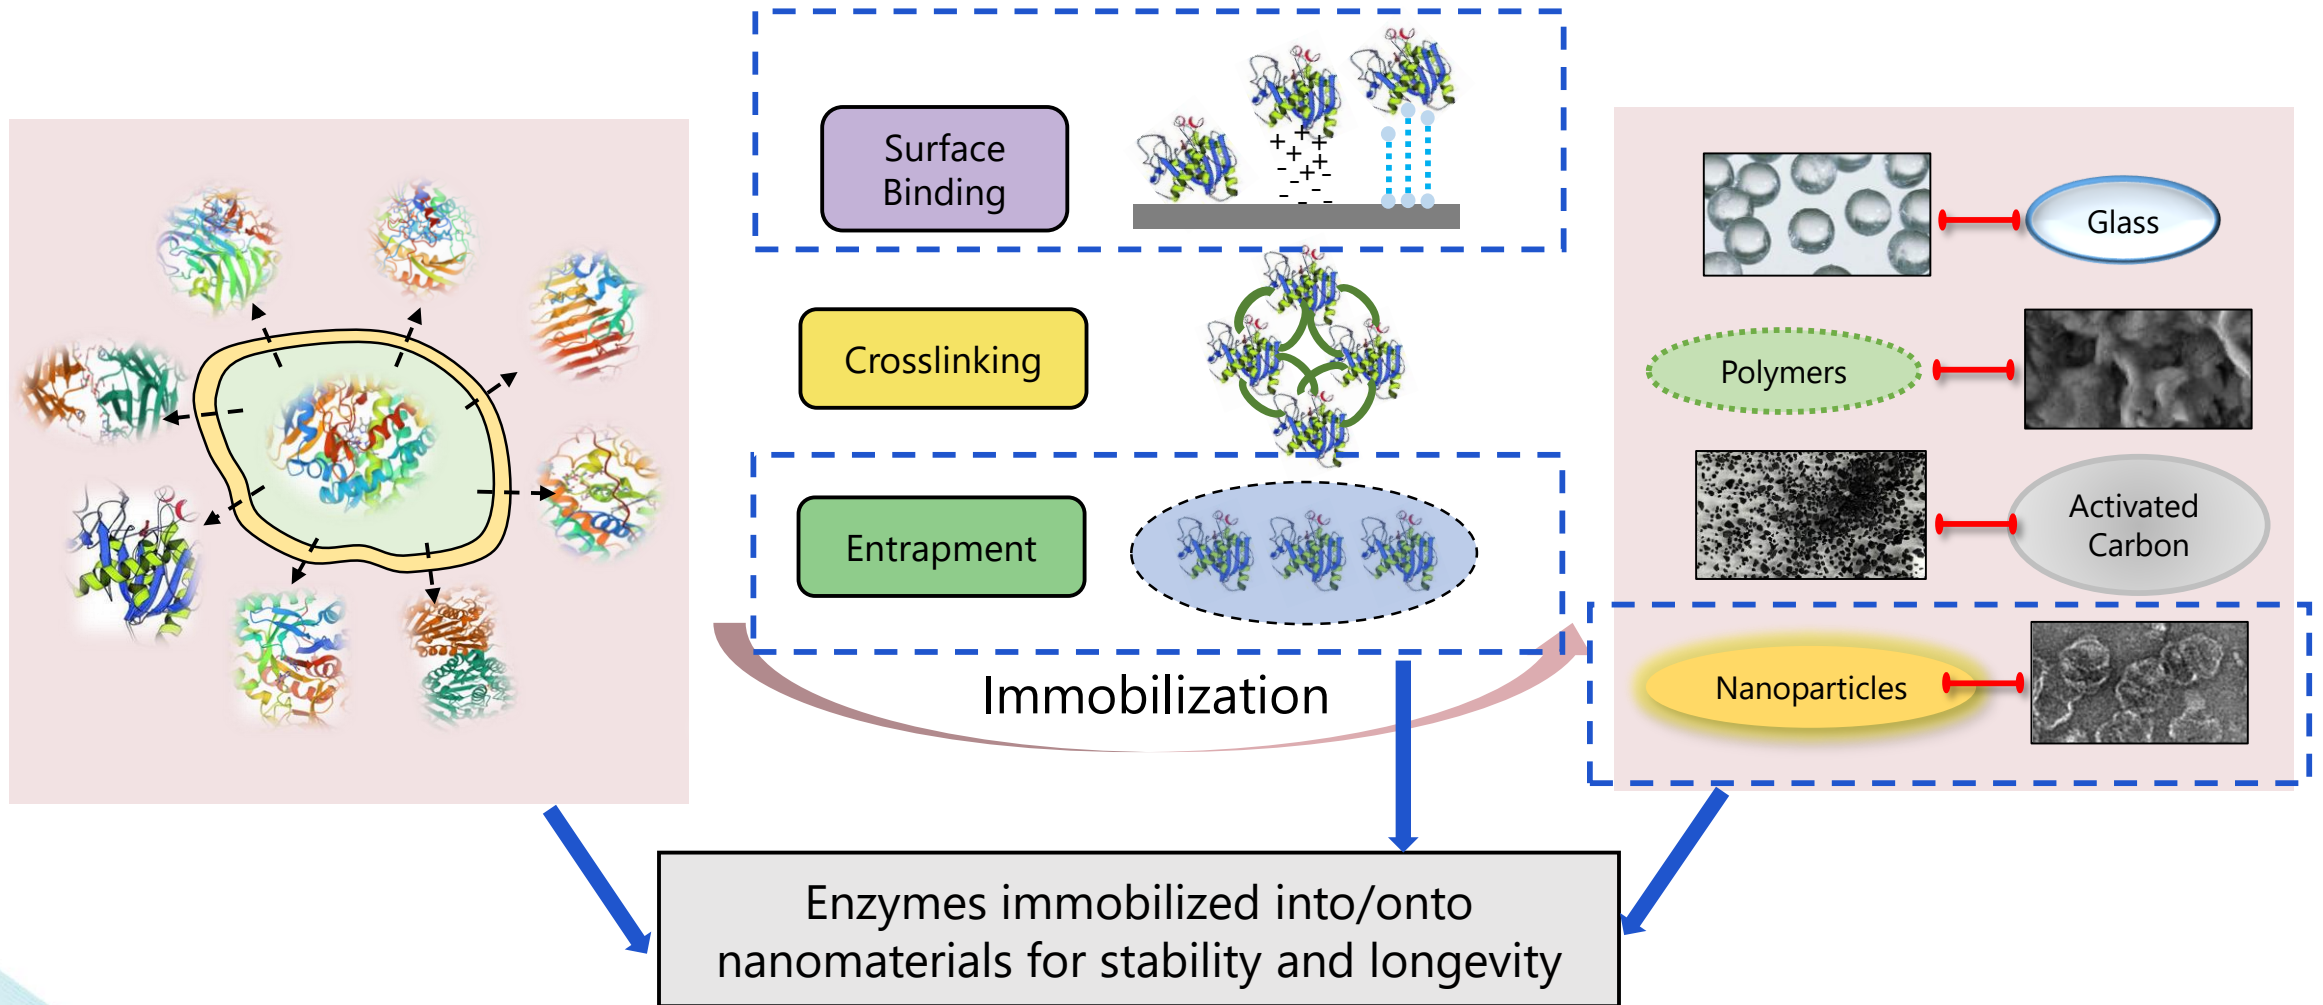 Surface
Binding
Crosslinking
Entrapment
Immobilization
Glass
Polymers
Activated
Carbon
Nanoparticles
Enzymes immobilized into/onto
nanomaterials for stability and longevity